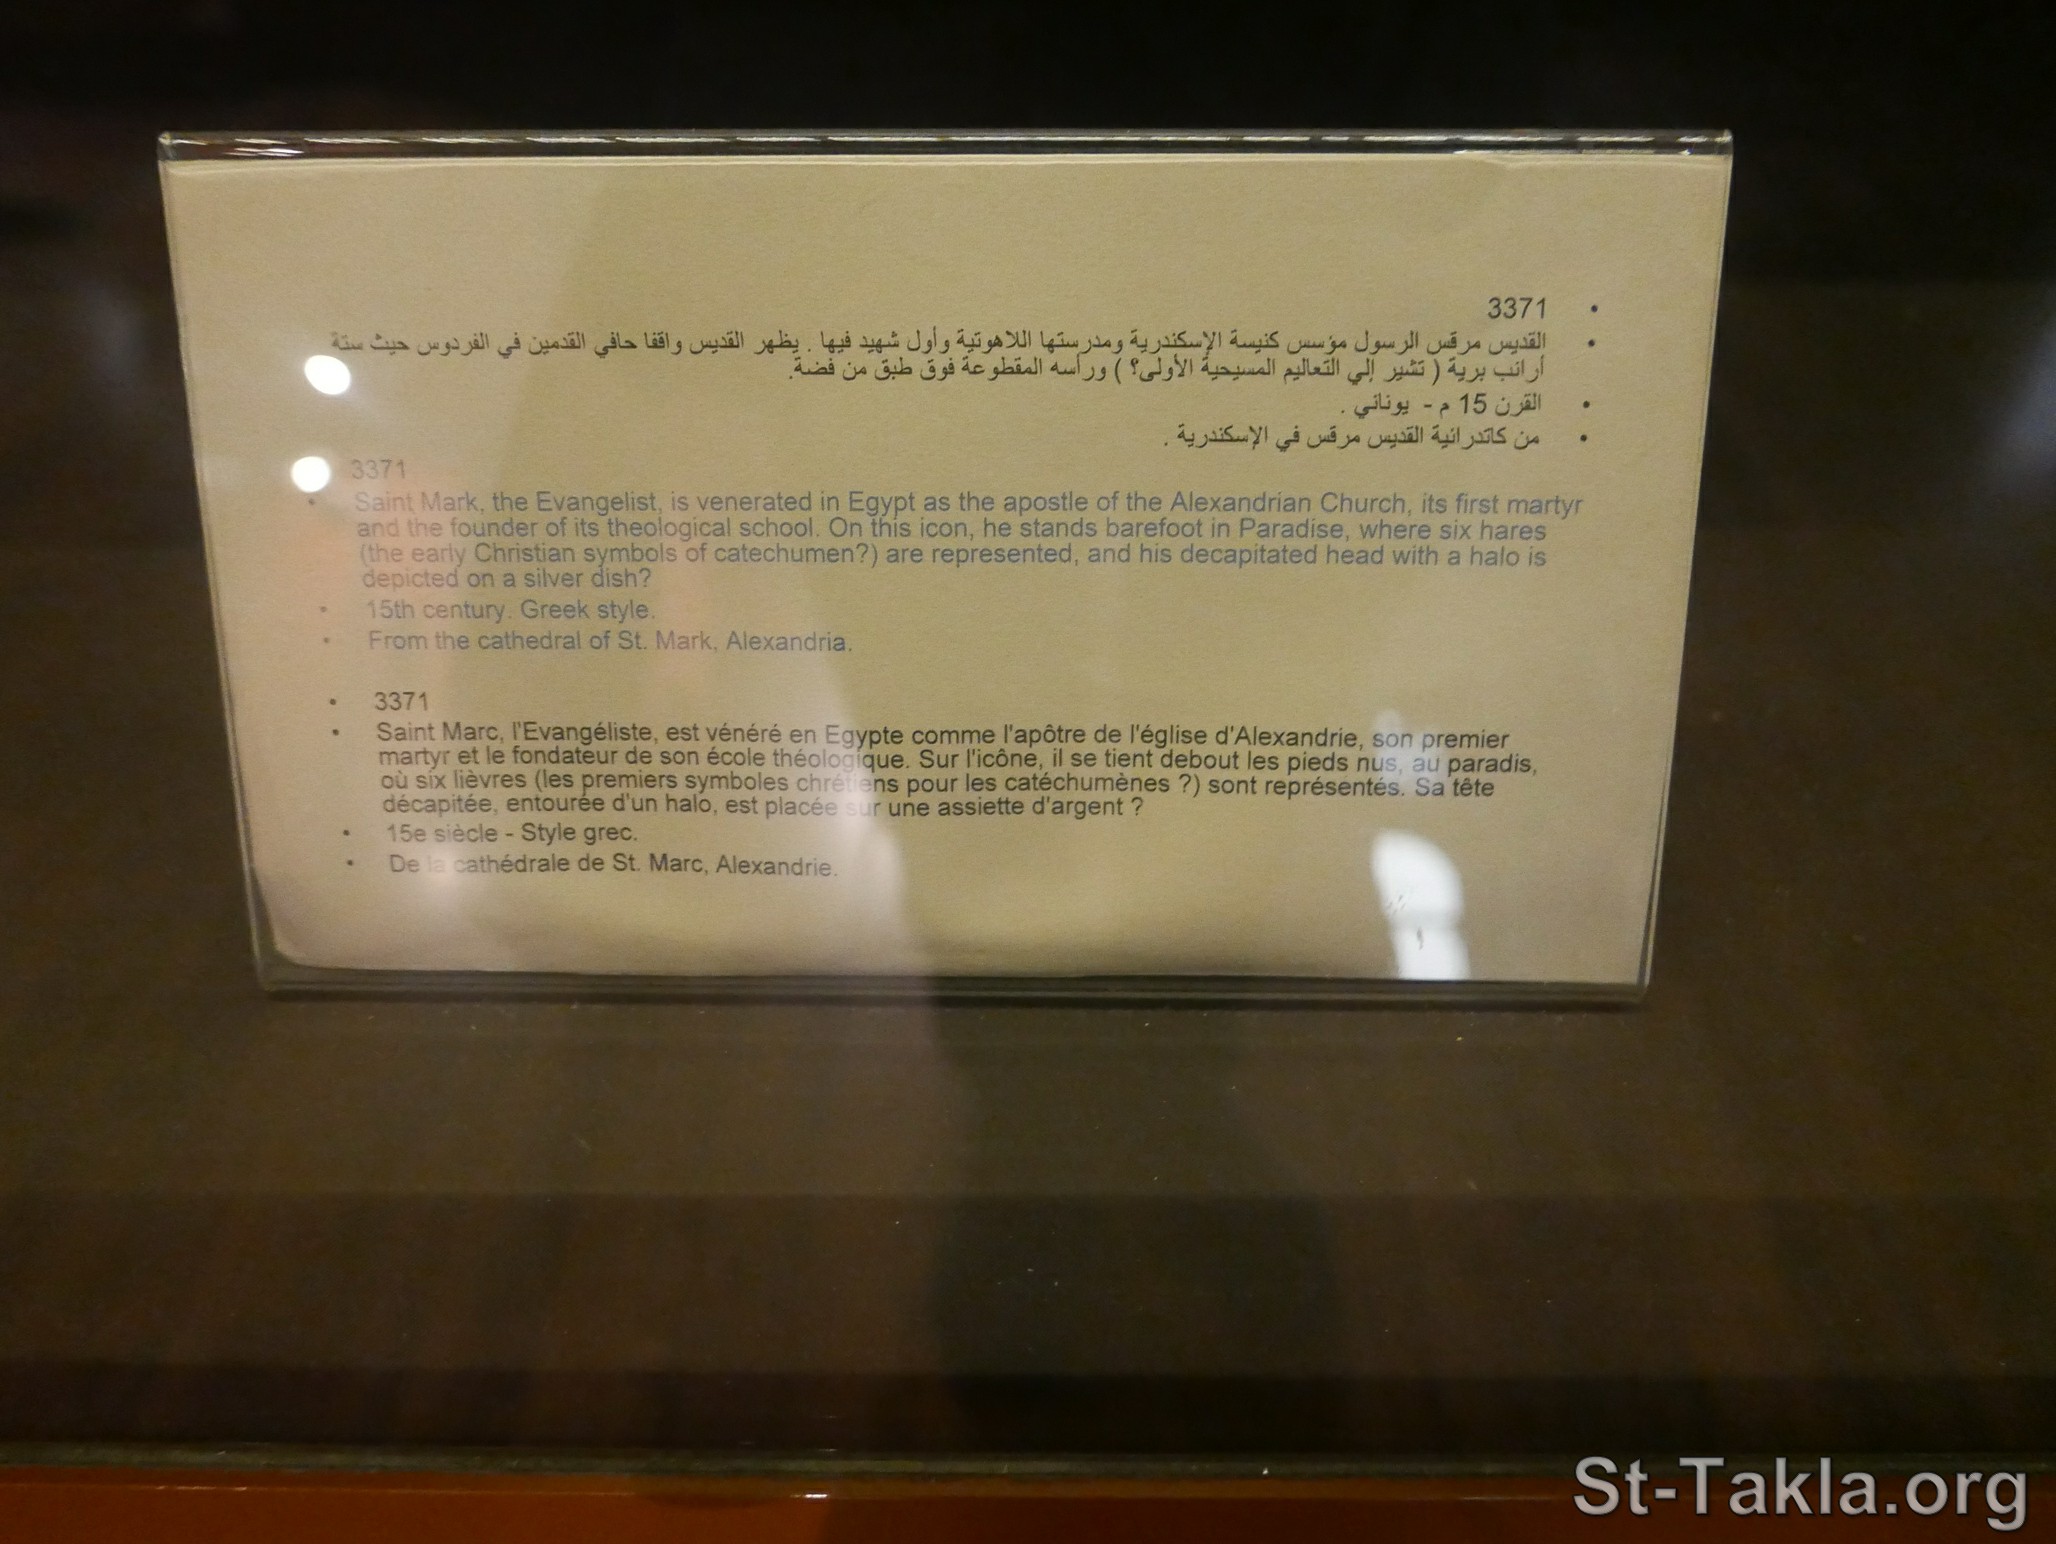 • 3371
• القديس مرقس الرسول مؤسس كنيسة الإسكندرية ومدرستها اللاهوتية وأول شهيد فيها . يظهر القديس واقفا حافي القدمين في الفردوس حيث ستة
أرانب برية ( تشير إلي التعاليم المسيحية الأولى؟ ) ورأسه المقطوعة فوق طبق من فضة.
• القرن 15 م - يوناني .
• من كاتدرائية القديس مرقس في الإسكندرية .
3371
• Saint Mark, the Evangelist, is venerated in Egypt as the apostle of the Alexandrian Church, its first martyr
and the founder of its theological school. On this icon, he stands barefoot in Paradise, where six hares
(the early Christian symbols of catechumen?) are represented, and his decapitated head with a halo is
depicted on a silver dish?
• 15th century. Greek style.
• From the cathedral of St. Mark, Alexandria.
• 3371
• Saint Marc, l'Evangéliste, est vénéré en Egypte comme l'apôtre de l'église d'Alexandrie, son premier
martyr et le fondateur de son école théologique. Sur l'icône, il se tient debout les pieds nus, au paradis,
où six lièvres (les premiers symboles chrétiens pour les catéchumènes ?) sont représentés. Sa tête
décapitée, entourée d'un halo, est placée sur une assiette d'argent ?
• 15e siècle - Style grec.
• De la cathédrale de St. Marc, Alexandrie.
St-Takla.org